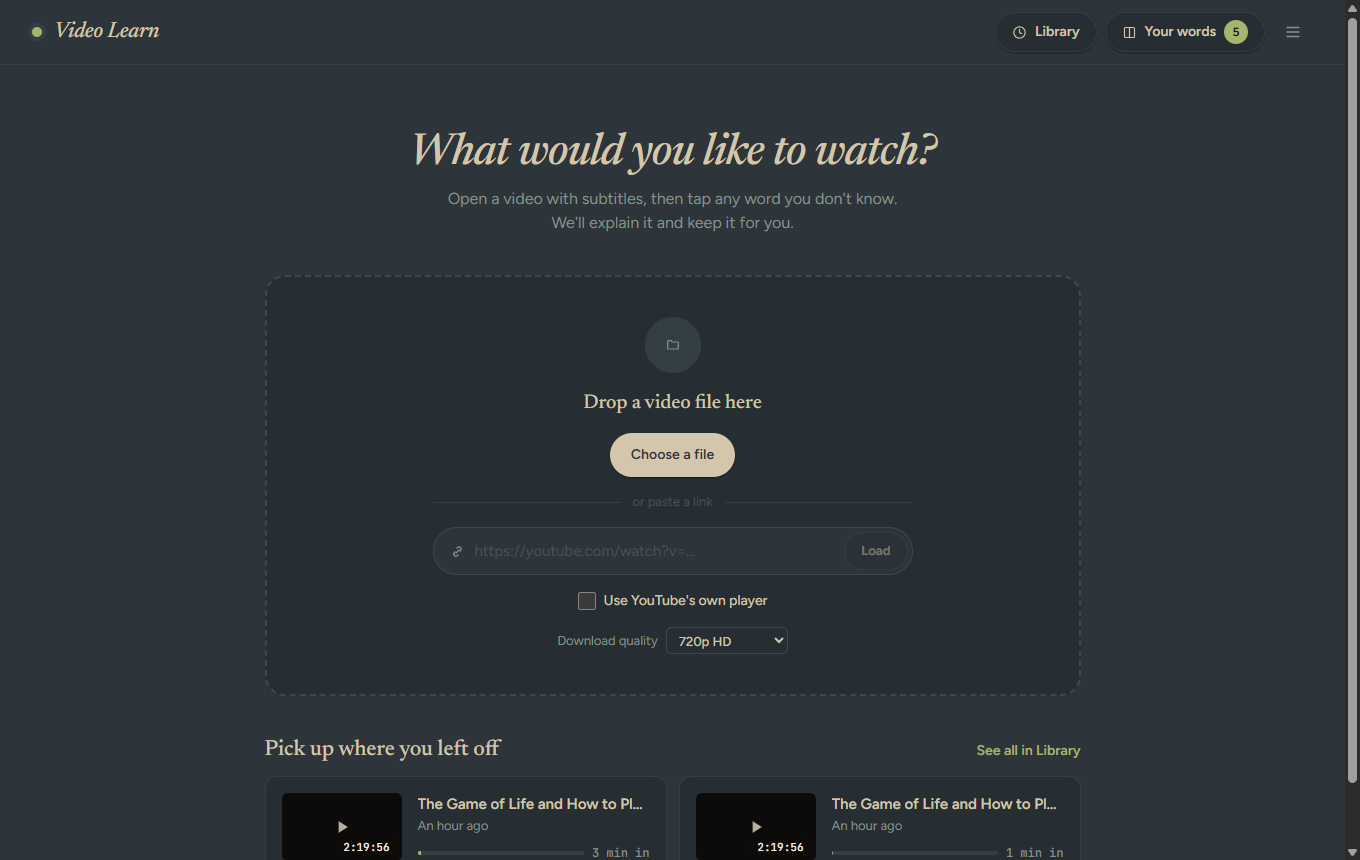 Video Learn
Library
Your words 5
What would you like to watch?
Open a video with subtitles, then tap any word you don't know.
We'll explain it and keep it for you.
Drop a video file here
Choose a file
or paste a link
https://youtube.com/watch?v=...
Load
Use YouTube's own player
Download quality 720p HD
Pick up where you left off
See all in Library
The Game of Life and How to Pl...
An hour ago
2:19:56
3 min in
The Game of Life and How to Pl...
An hour ago
2:19:56
1 min in